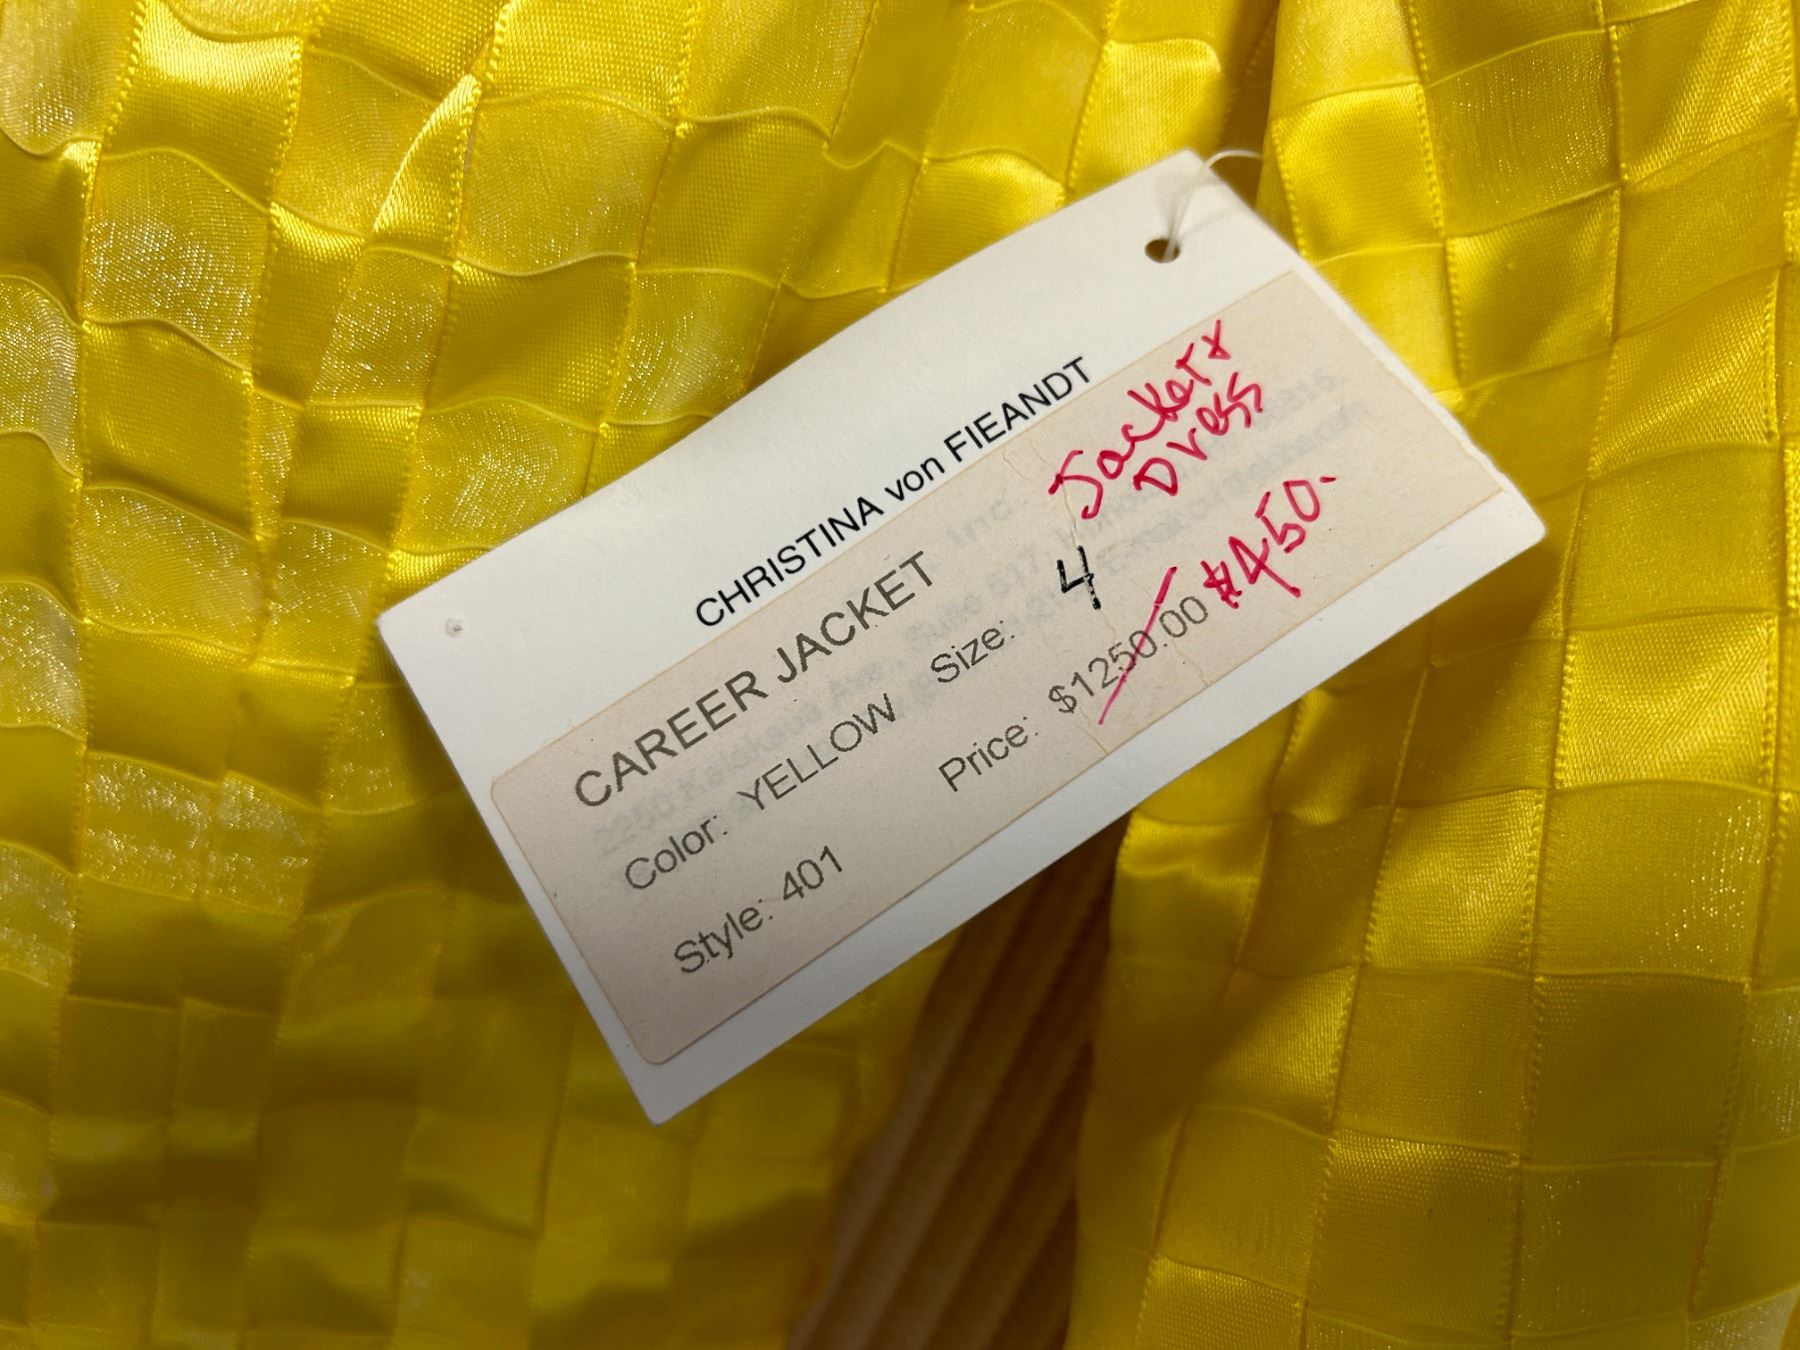 CHRISTINA von FIEANDT
Jacket &
Dress
CAREER JACKET
Color: YELLOW Size: 4
Style: 401 Price: $1250.00 $450.